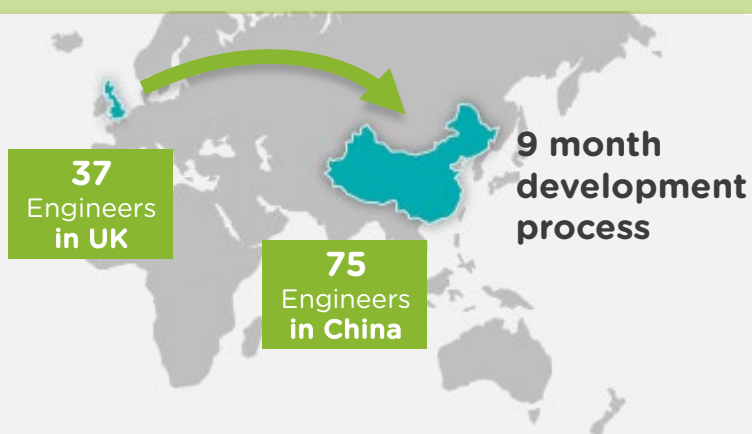 37
Engineers
in UK
9 month
development
process
75
Engineers
in China